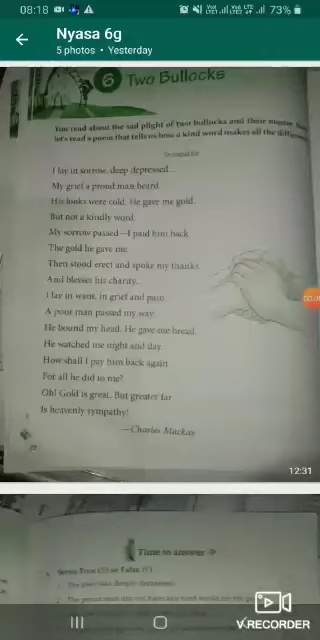 08:18
73%
Nyasa 6g
5 photos • Yesterday
6 Two Bullocks
You read about the sad plight of two bullocks and their master.
let's read a poem that tells us how a kind word makes all the
Sympathy
I lay in sorrow, deep depressed...
My grief a proud man heard
His looks were cold. He gave me gold,
But not a kindly word.
My sorrow passed—I paid him back
The gold he gave me
Then stood erect and spoke my thanks
And blesses his charity..
I lay in want, in grief and pain
A poor man passed my way
He bound my head. He gave me bread.
He watched me night and day.
How shall I pay him back again
For all he did to me?
Oh! Gold is great. But greater far
Is heavenly sympathy!
—Charles Mackay
12:31
Time to answer
V.RECORDER